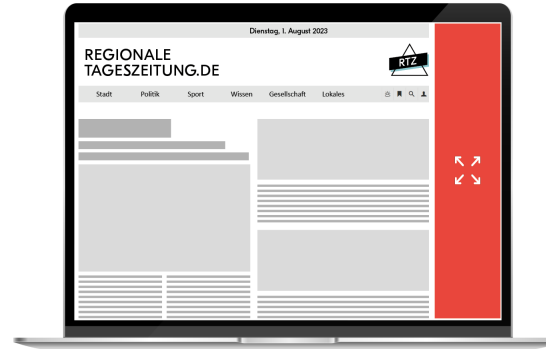 Dienstag, 1. August 2023
REGIONALE
TAGESZEITUNG.DE
RTZ
Stadt Politik Sport Wissen Gesellschaft Lokales